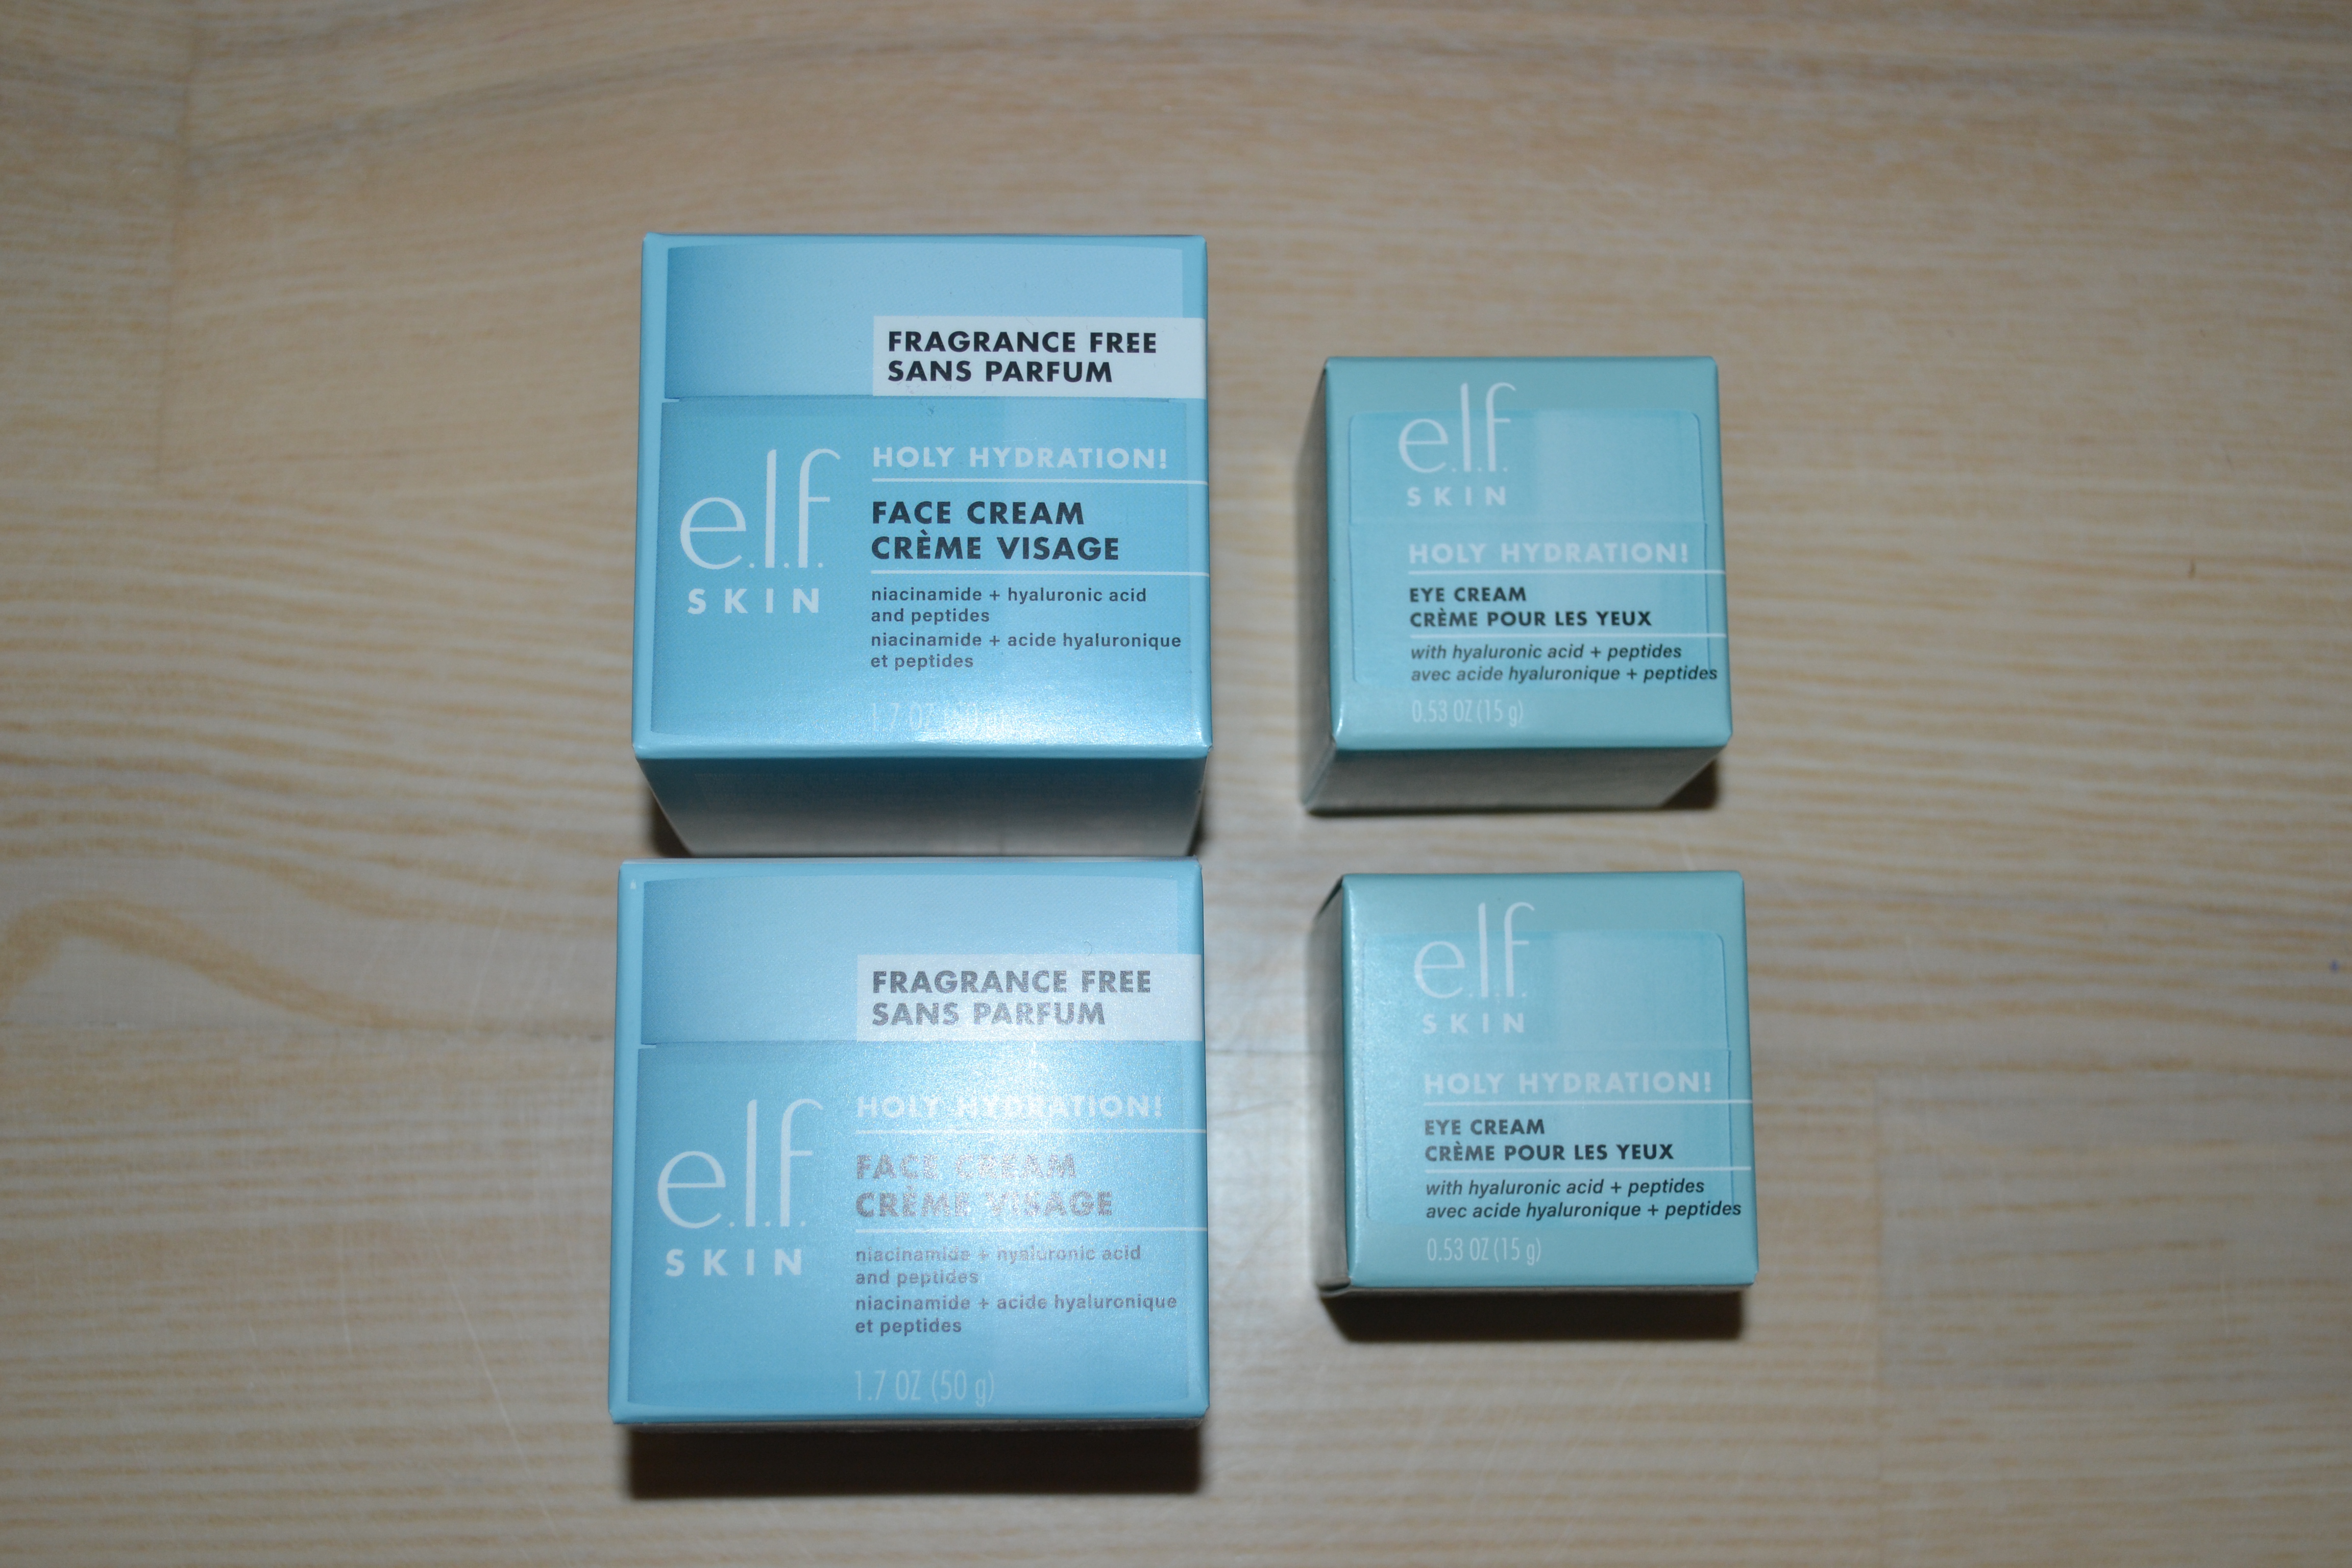 FRAGRANCE FREE
SANS PARFUM
e.l.f.
SKIN
HOLY HYDRATION!
FACE CREAM
CRÈME VISAGE
niacinamide + hyaluronic acid
and peptides
niacinamide + acide hyaluronique
et peptides
1.7 OZ
e.l.f.
SKIN
HOLY HYDRATION!
EYE CREAM
CRÈME POUR LES YEUX
with hyaluronic acid + peptides
avec acide hyaluronique + peptides
0.53 OZ (15 g)
FRAGRANCE FREE
SANS PARFUM
e.l.f.
SKIN
HOLY HYDRATION!
FACE CREAM
CRÈME VISAGE
niacinamide + hyaluronic acid
and peptides
niacinamide + acide hyaluronique
et peptides
1.7 OZ (50 g)
e.l.f.
SKIN
HOLY HYDRATION!
EYE CREAM
CRÈME POUR LES YEUX
with hyaluronic acid + peptides
avec acide hyaluronique + peptides
0.53 OZ (15 g)